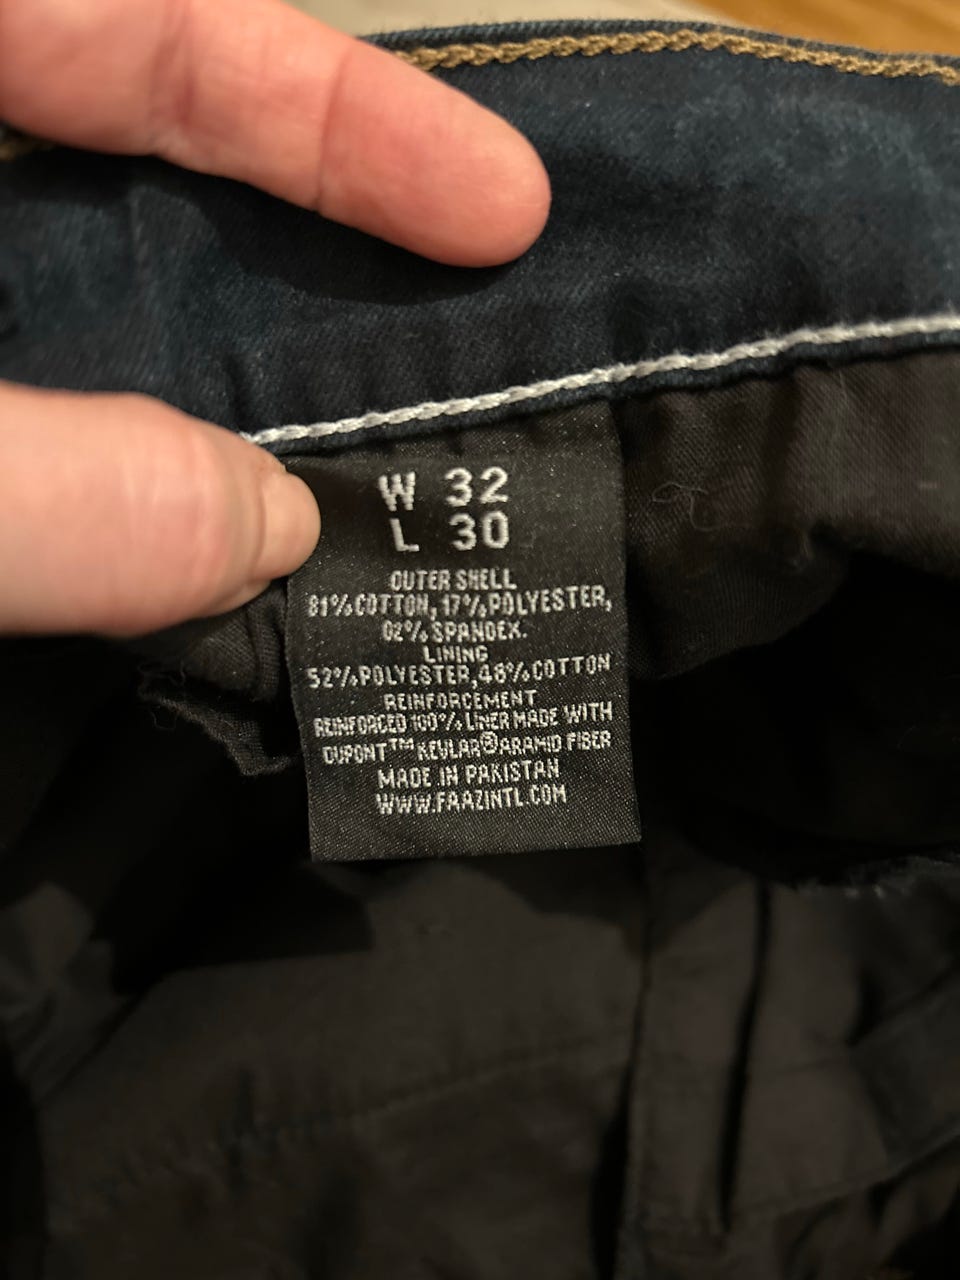 W 32
L 30
OUTER SHELL
81% COTTON, 17% POLYESTER,
02% SPANDEX.
LINING
52% POLYESTER, 48% COTTON
REINFORCEMENT
REINFORCED 100% LINER MADE WITH
DUPONT™ KEVLAR® ARAMID FIBER
MADE IN PAKISTAN
WWW.FAAZINTL.COM